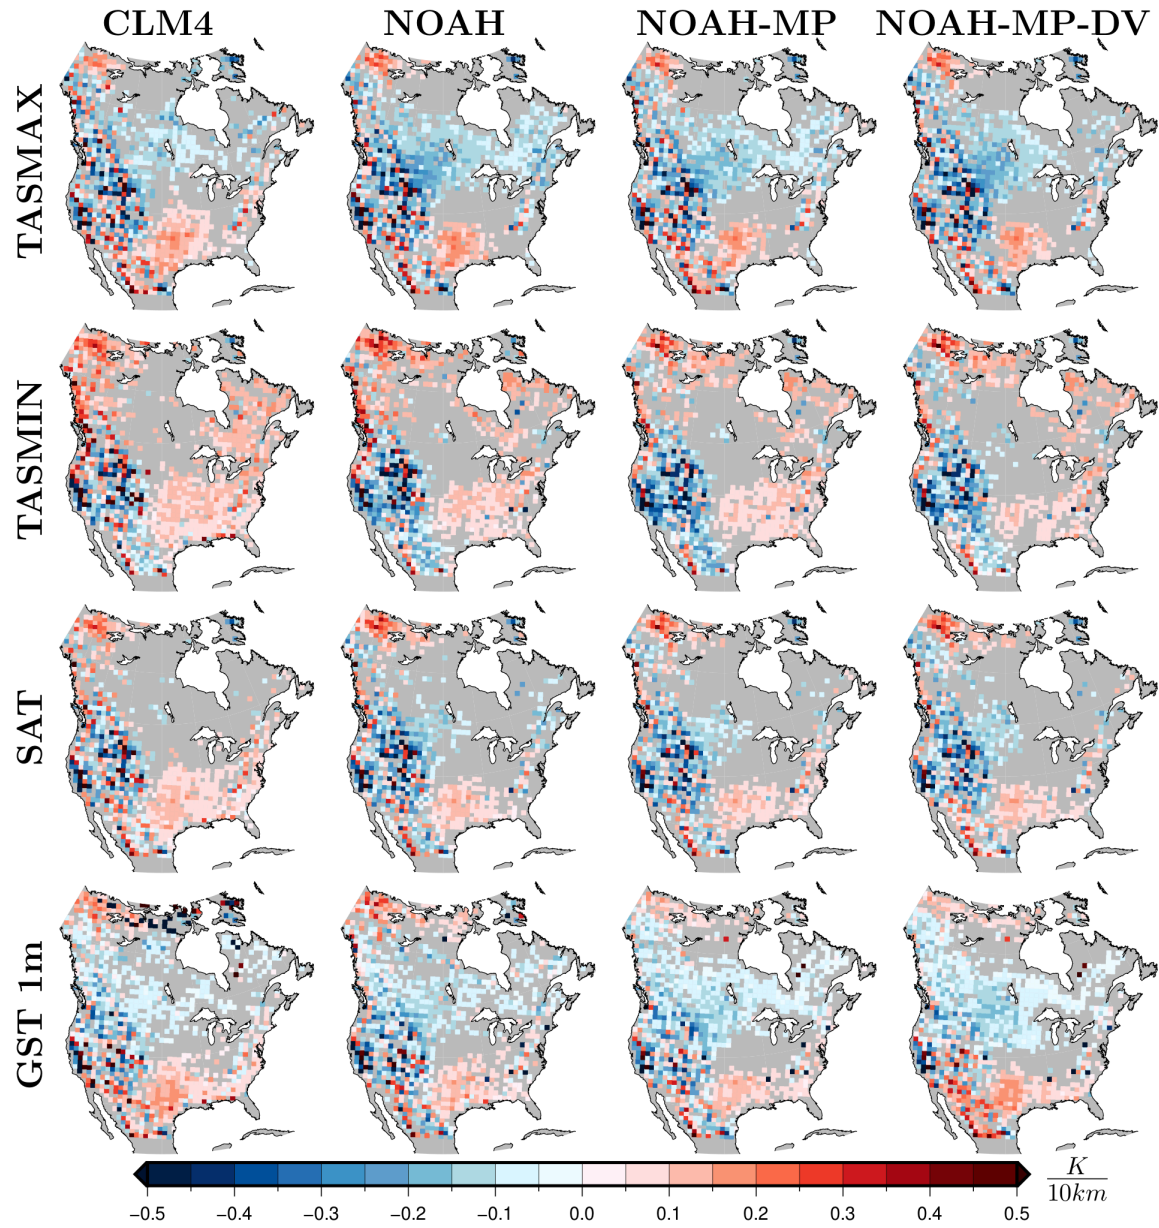 CLM4 NOAH NOAH-MP NOAH-MP-DV
TASMAX
TASMIN
SAT
GST 1m
−0.5 −0.4 −0.3 −0.2 −0.1 0.0 0.1 0.2 0.3 0.4 0.5
K
10km